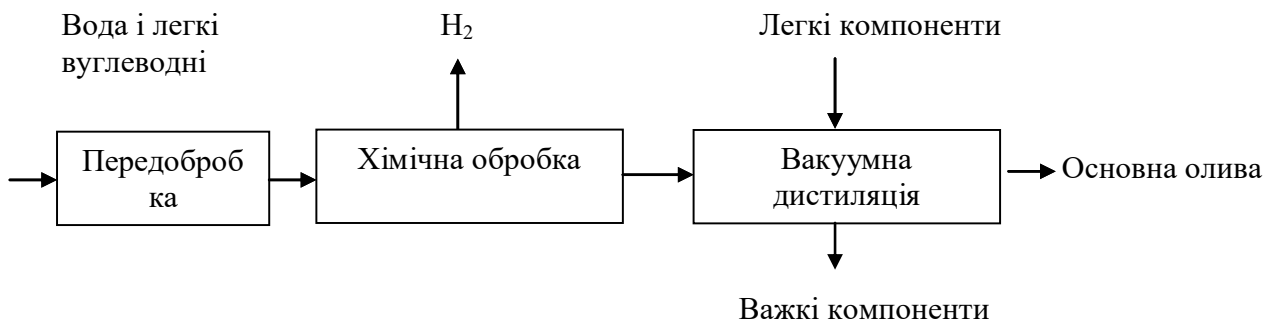 Вода і легкі
вуглеводні
H2
Легкі компоненти
Передоброб
ка
Хімічна обробка
Вакуумна
дистиляція
Основна олива
Важкі компоненти